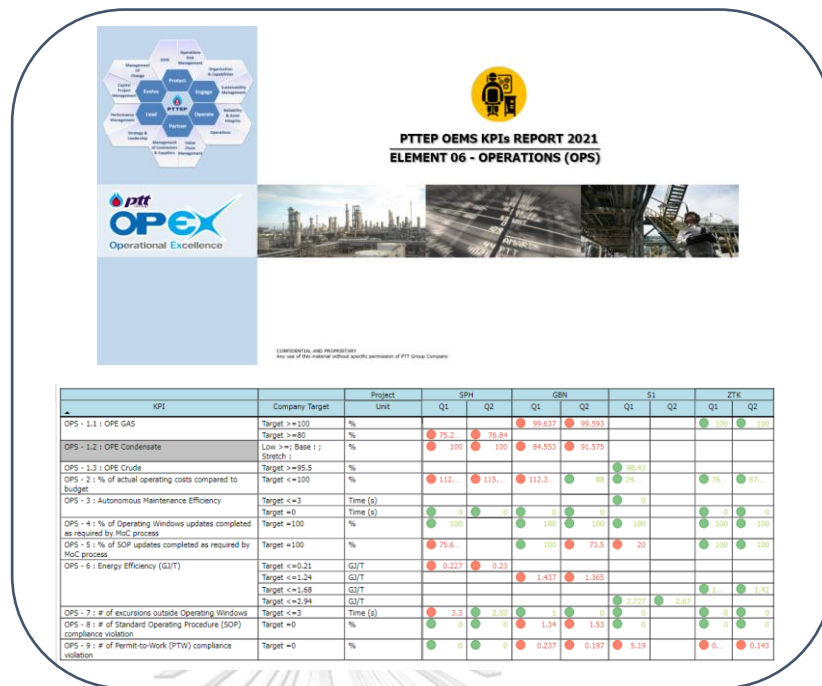 Operations Risk Management
Organization & Capabilities
Sustainability Management
Reliability & Asset Integrity
Operations
Value Chain Management
Management of Contractors & Suppliers
Strategy & Leadership
Performance Management
Capital Project Management
Management Of Change
Protect
Engage
Operate
Partner
Lead
Evolve
PTTEP
PTTEP OEMS KPIs REPORT 2021
ELEMENT 06 - OPERATIONS (OPS)
ptt
OPEX
Operational Excellence
CONFIDENTIAL AND PROPRIETARY
Any use of this material without specific permission of PTT Group Company
Project SPH GBN S1 ZTK
KPI Company Target Unit Q1 Q2 Q1 Q2 Q1 Q2 Q1 Q2
OPS - 1.1 : OPE GAS Target >=100 % 99.637 99.593 100 100
Target >=80 % 75.2... 76.84
OPS - 1.2 : OPE Condensate Low >=; Base : ; % 100 100 84.553 91.575
Stretch :
OPS - 1.3 : OPE Crude Target >=95.5 % 98.43
OPS - 2 : % of actual operating costs compared to Target <=100 % 112.... 115.... 112.3... 88 24.... 76... 87...
budget
OPS - 3 : Autonomous Maintenance Efficiency Target <=3 Time (s) 0
Target =0 Time (s) 0 0 0 0 0 0
OPS - 4 : % of Operating Windows updates completed Target =100 % 100 100 100 100 100 100
as required by MoC process
OPS - 5 : % of SOP updates completed as required by Target =100 % 75.6... 100 73.5 20 100 100
MoC process
OPS - 6 : Energy Efficiency (GJ/T) Target <=0.21 GJ/T 0.227 0.23
Target <=1.24 GJ/T 1.437 1.365
Target <=1.68 GJ/T 1.... 1.42
Target <=2.94 GJ/T 2.727 2.67
OPS - 7 : # of excursions outside Operating Windows Target <=3 Time (s) 3.3 2.53 1 0 0 0 0
OPS - 8 : # of Standard Operating Procedure (SOP) Target =0 % 0 0 1.34 1.53 0 0 0
compliance violation
OPS - 9 : # of Permit-to-Work (PTW) compliance Target =0 % 0 0 0.237 0.197 5.19 0.... 0.143
violation